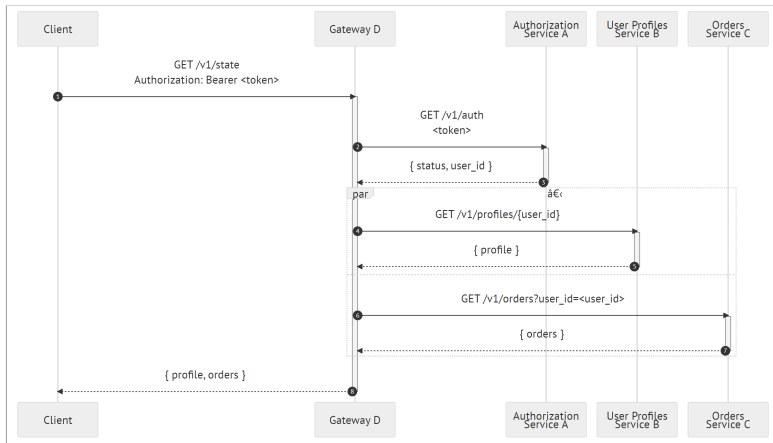 Client
Gateway D
Authorization
Service A
User Profiles
Service B
Orders
Service C
GET /v1/state
Authorization: Bearer <token>
1
GET /v1/auth
<token>
2
{ status, user_id }
3
par
â€‹
GET /v1/profiles/{user_id}
4
{ profile }
5
GET /v1/orders?user_id=<user_id>
6
{ orders }
7
{ profile, orders }
8
Client
Gateway D
Authorization
Service A
User Profiles
Service B
Orders
Service C